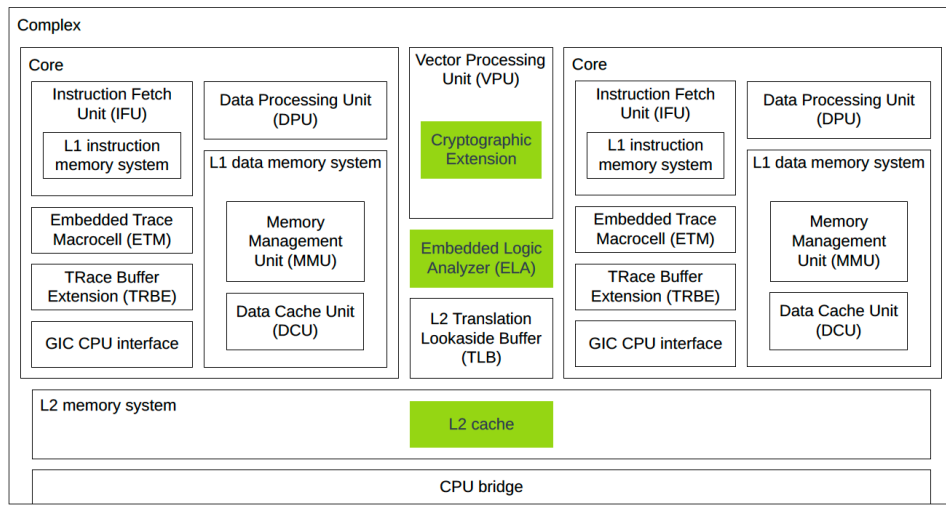 Complex
Core
Instruction Fetch
Unit (IFU)
L1 instruction
memory system
Embedded Trace
Macrocell (ETM)
TRace Buffer
Extension (TRBE)
GIC CPU interface
Data Processing Unit
(DPU)
L1 data memory system
Memory
Management
Unit (MMU)
Data Cache Unit
(DCU)
Vector Processing
Unit (VPU)
Cryptographic
Extension
Embedded Logic
Analyzer (ELA)
L2 Translation
Lookaside Buffer
(TLB)
Core
Instruction Fetch
Unit (IFU)
L1 instruction
memory system
Embedded Trace
Macrocell (ETM)
TRace Buffer
Extension (TRBE)
GIC CPU interface
Data Processing Unit
(DPU)
L1 data memory system
Memory
Management
Unit (MMU)
Data Cache Unit
(DCU)
L2 memory system
L2 cache
CPU bridge